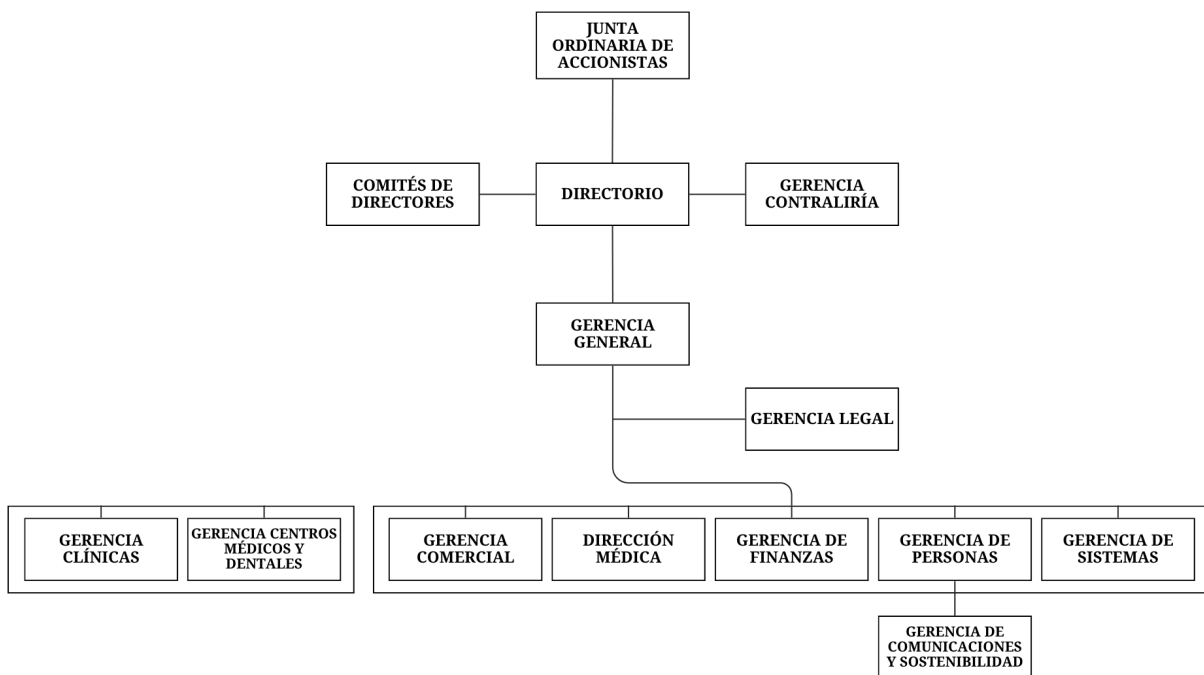 JUNTA
ORDINARIA DE
ACCIONISTAS
COMITÉS DE
DIRECTORES
DIRECTORIO
GERENCIA
CONTRALIRÍA
GERENCIA
GENERAL
GERENCIA LEGAL
GERENCIA
CLÍNICAS
GERENCIA CENTROS
MÉDICOS Y
DENTALES
GERENCIA
COMERCIAL
DIRECCIÓN
MÉDICA
GERENCIA DE
FINANZAS
GERENCIA DE
PERSONAS
GERENCIA DE
SISTEMAS
GERENCIA DE
COMUNICACIONES
Y SOSTENIBILIDAD